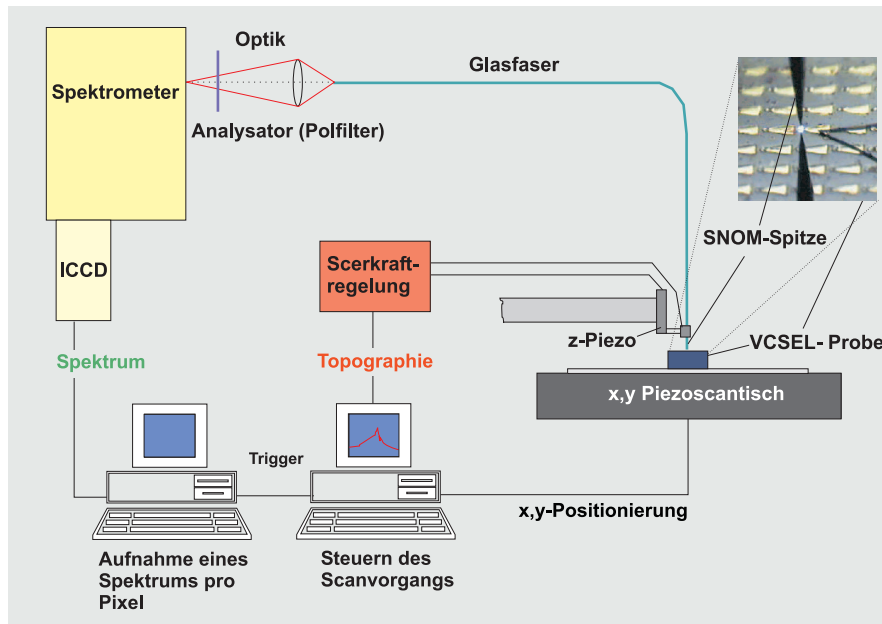 Optik
Glasfaser
Spektrometer
Analysator (Polfilter)
SNOM-Spitze
ICCD
Scerkraft-
regelung
z-Piezo
VCSEL- Probe
Spektrum
Topographie
x,y Piezoscantisch
Trigger
x,y-Positionierung
Aufnahme eines
Spektrums pro
Pixel
Steuern des
Scanvorgangs